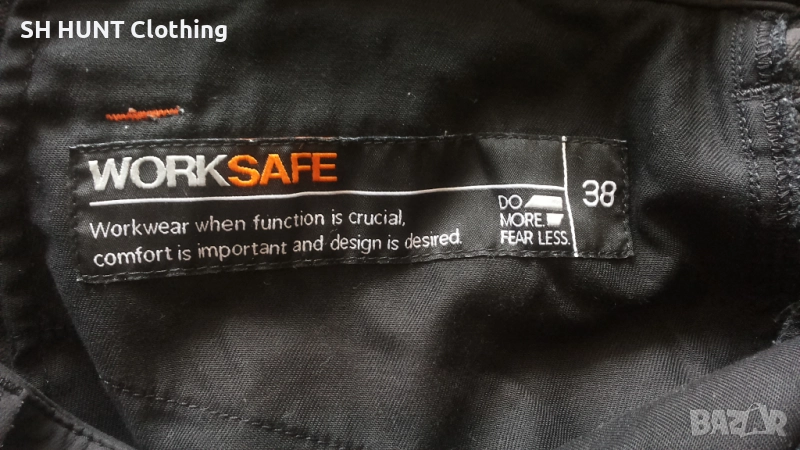 SH HUNT Clothing
WORKSAFE
Workwear when function is crucial,
comfort is important and design is desired.
DO
MORE.
FEAR LESS.
38
BAZAR